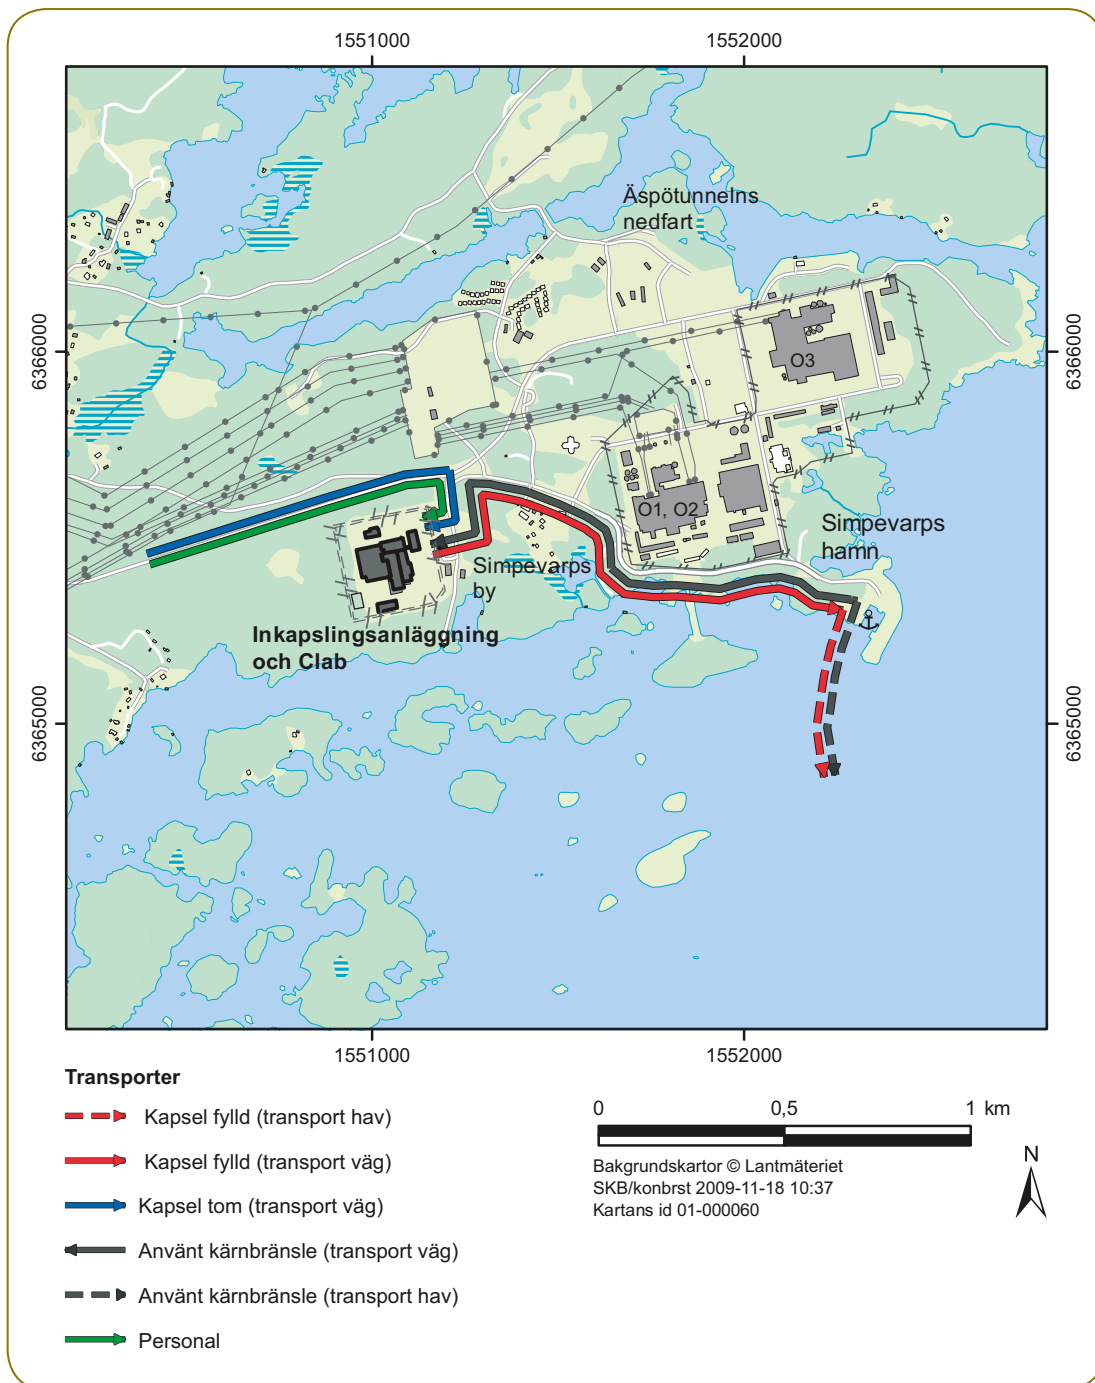 1551000
1552000
Äspötunnelns
nedfart
6366000
6366000
O3
O1, O2
Simpevarps
hamn
Simpevarps
by
Inkapslingsanläggning
och Clab
6365000
6365000
1551000
1552000
Transporter
Kapsel fylld (transport hav)
Kapsel fylld (transport väg)
Kapsel tom (transport väg)
Använt kärnbränsle (transport väg)
Använt kärnbränsle (transport hav)
Personal
0 0,5 1 km
Bakgrundskartor © Lantmäteriet
SKB/konbrst 2009-11-18 10:37
Kartans id 01-000060
N